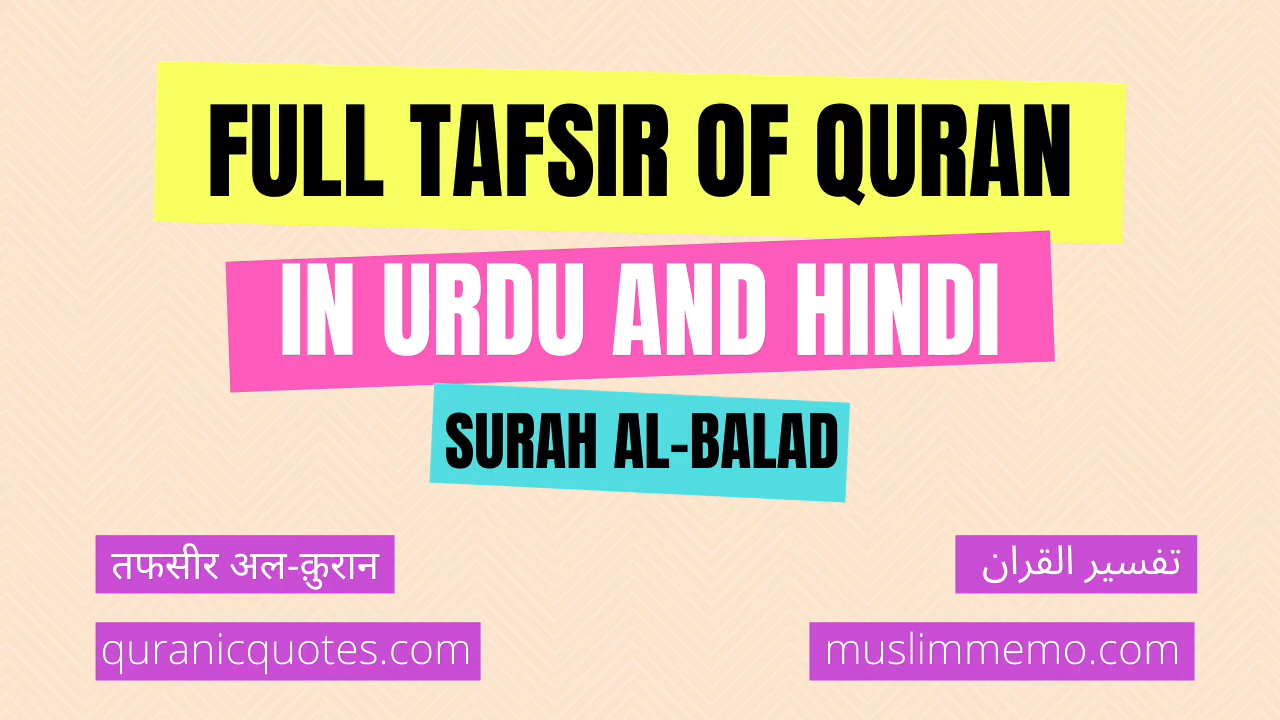 FULL TAFSIR OF QURAN
IN URDU AND HINDI
SURAH AL-BALAD
तफसीर अल-क़ुरान
تفسير القران
quranicquotes.com
muslimmemo.com